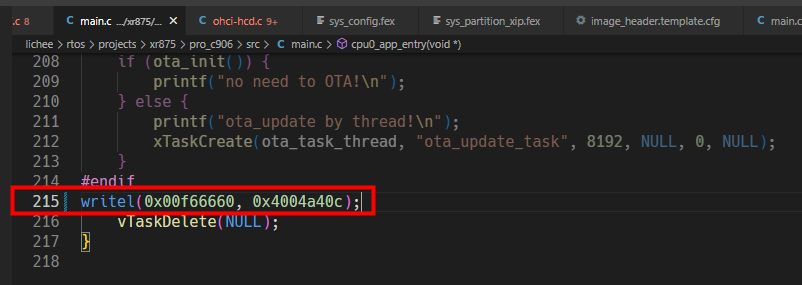 .c 8 C main.c .../xr875/... 2 X C ohci-hcd.c 9+ sys_config.fex sys_partition_xip.fex image_header.template.cfg C main.c
lichee > rtos > projects > xr875 > pro_c906 > src > C main.c > cpu0_app_entry(void *)
208 if (ota_init()) {
209 printf("no need to OTA!\n");
210 } else {
211 printf("ota_update by thread!\n");
212 xTaskCreate(ota_task_thread, "ota_update_task", 8192, NULL, 0, NULL);
213 }
214 #endif
215 writel(0x00f66660, 0x4004a40c);
216 vTaskDelete(NULL);
217 }
218